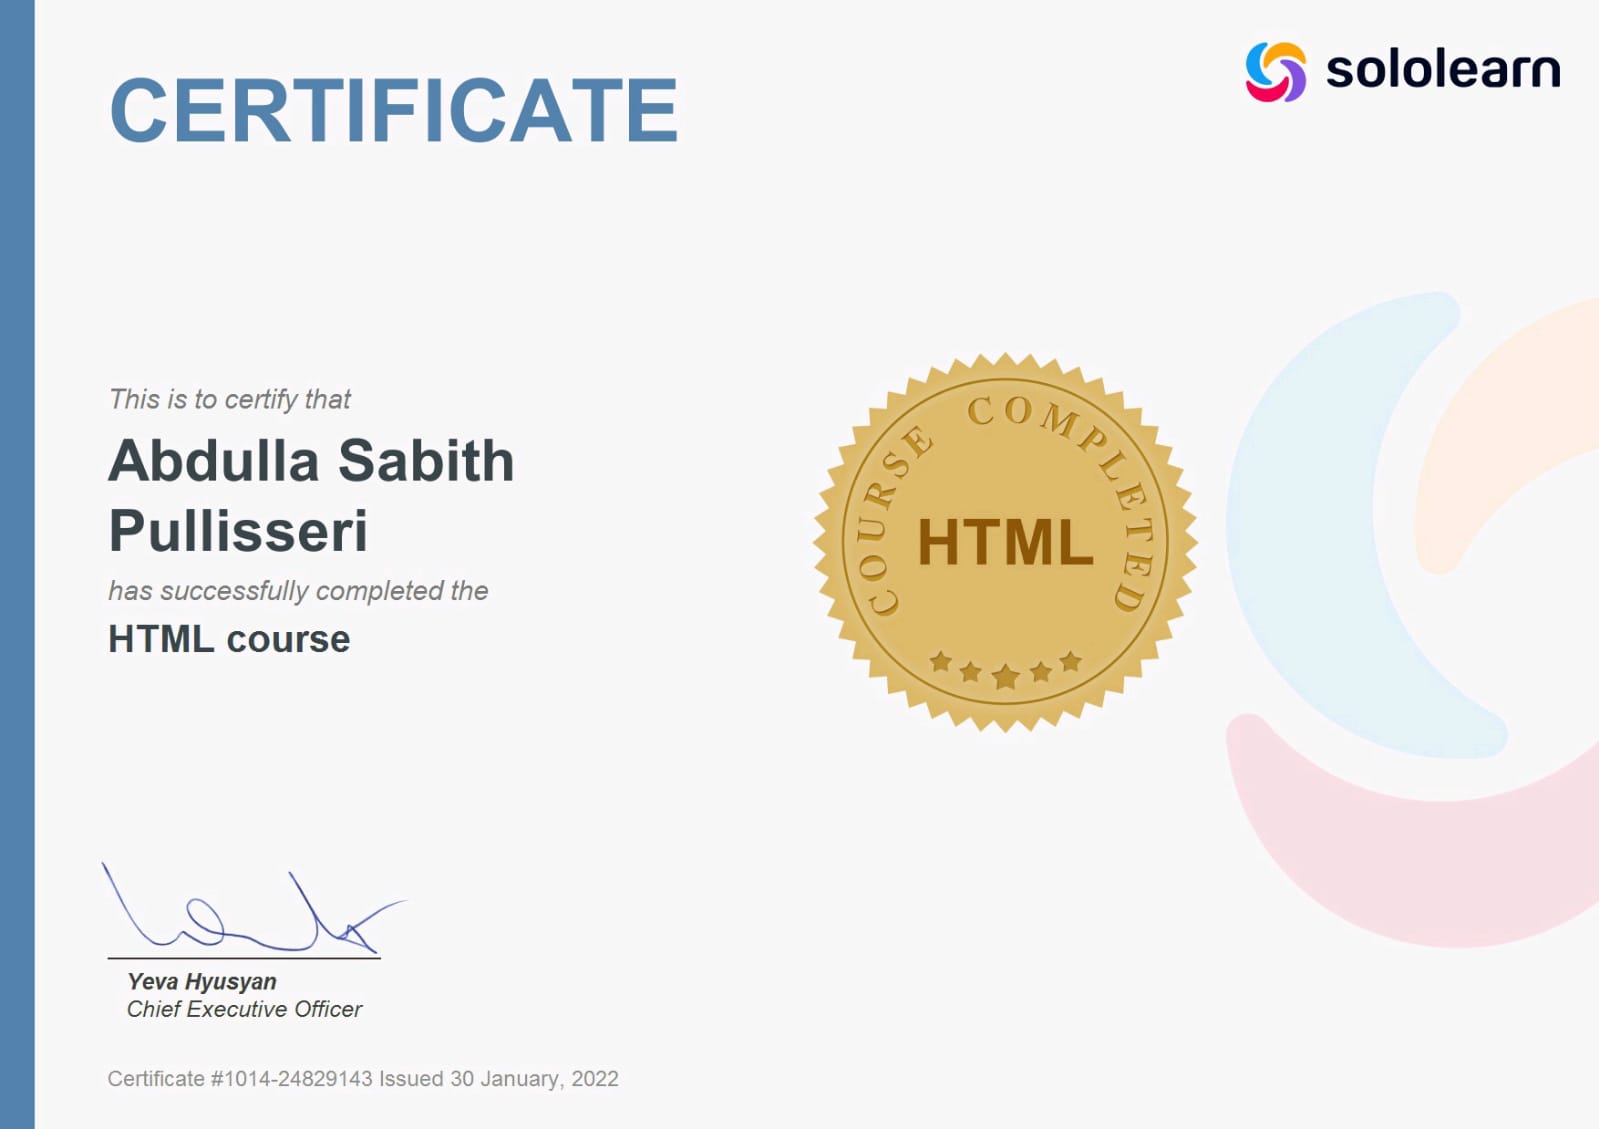 CERTIFICATE
sololearn
This is to certify that
Abdulla Sabith
Pullisseri
has successfully completed the
HTML course
COURSE COMPLETED
HTML
Yeva Hyusyan
Chief Executive Officer
Certificate #1014-24829143 Issued 30 January, 2022